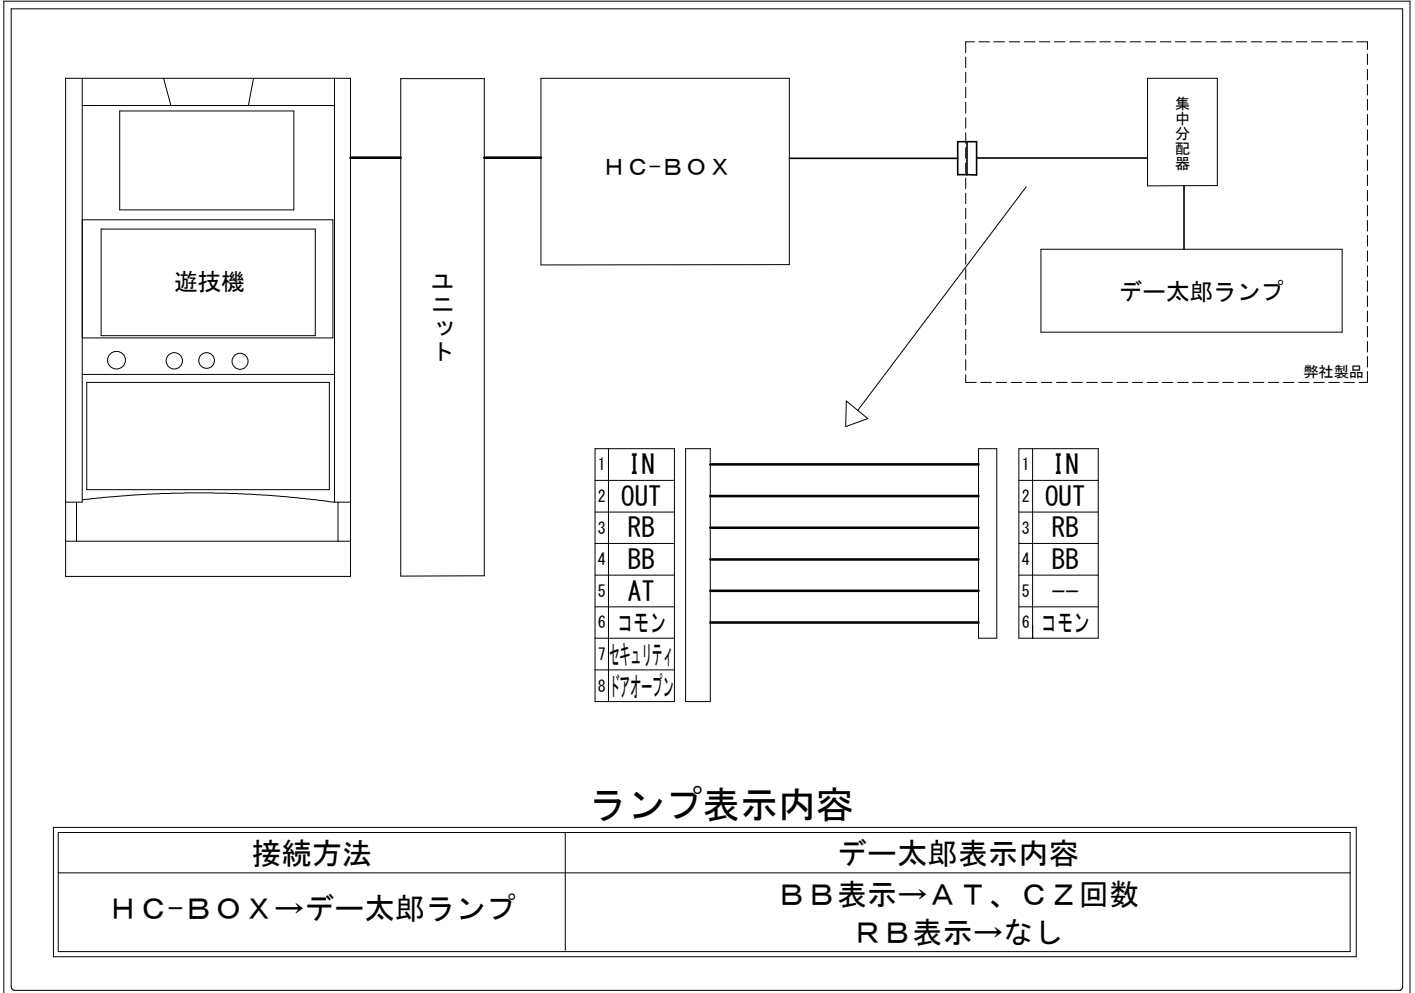 集中分配器
HC-BOX
遊技機
ユニット
デー太郎ランプ
弊社製品
1 IN
2 OUT
3 RB
4 BB
5 AT
6 コモン
7 セキュリティ
8 ドアオープン
1 IN
2 OUT
3 RB
4 BB
5 --
6 コモン
ランプ表示内容
接続方法 デー太郎表示内容
HC-BOX→デー太郎ランプ
BB表示→AT、CZ回数
RB表示→なし